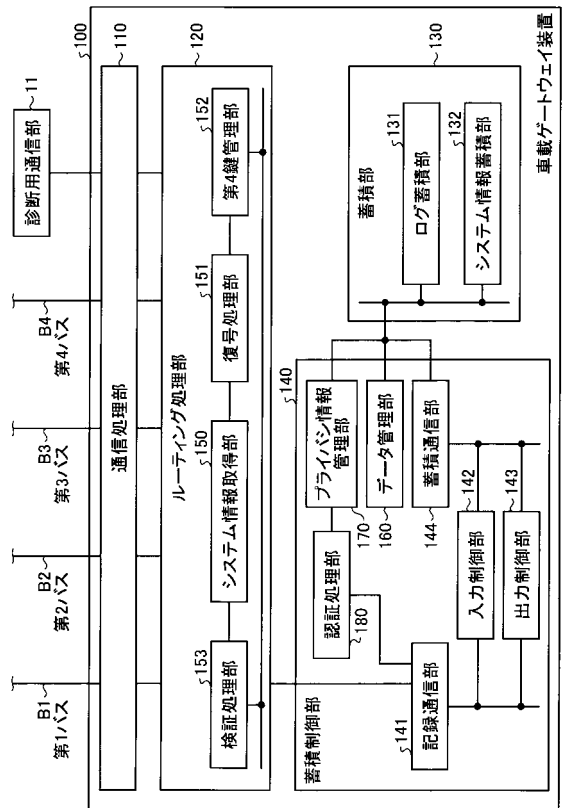 B1
第1バス
B2
第2バス
B3
第3バス
B4
第4バス
診断用通信部
11
100
通信処理部
110
ルーティング処理部
120
検証処理部
153
システム情報取得部
150
復号処理部
151
第4鍵管理部
152
蓄積制御部
140
認証処理部
180
プライバシ情報
管理部
170
データ管理部
160
記録通信部
141
蓄積通信部
144
入力制御部
142
出力制御部
143
蓄積部
130
ログ蓄積部
131
システム情報蓄積部
132
車載ゲートウェイ装置